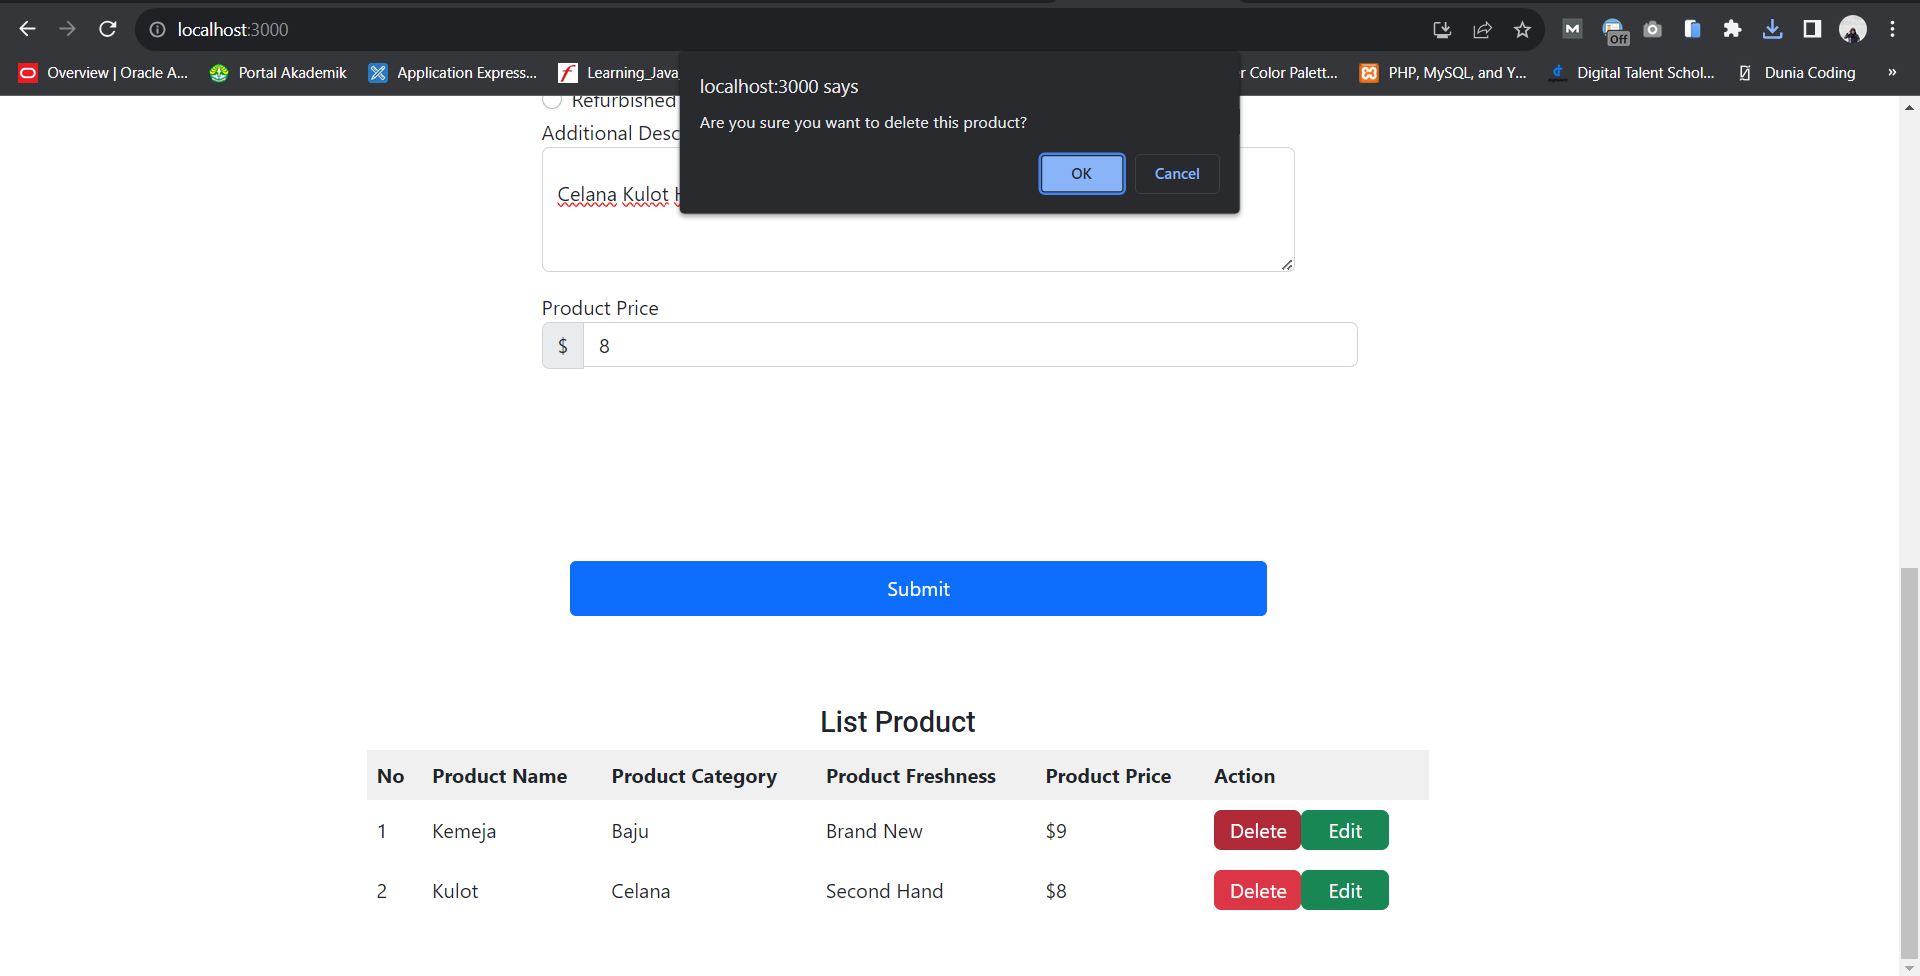 localhost:3000
Off
Overview | Oracle A...
Portal Akademik
Application Express...
Learning_Java
r Color Palett...
PHP, MySQL, and Y...
Digital Talent Schol...
Dunia Coding
»
localhost:3000 says
Are you sure you want to delete this product?
OK
Cancel
Refurbished
Additional Desc
Celana Kulot
Product Price
$ 8
Submit
List Product
No Product Name Product Category Product Freshness Product Price Action
1 Kemeja Baju Brand New $9 Delete Edit
2 Kulot Celana Second Hand $8 Delete Edit